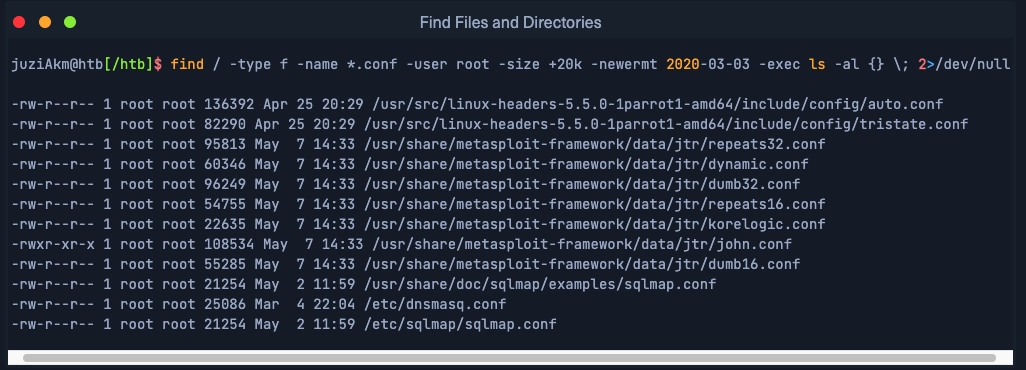 Find Files and Directories
juziAkm@htb[/htb]$ find / -type f -name *.conf -user root -size +20k -newermt 2020-03-03 -exec ls -al {} \; 2>/dev/null
-rw-r--r-- 1 root root 136392 Apr 25 20:29 /usr/src/linux-headers-5.5.0-1parrot1-amd64/include/config/auto.conf
-rw-r--r-- 1 root root 82290 Apr 25 20:29 /usr/src/linux-headers-5.5.0-1parrot1-amd64/include/config/tristate.conf
-rw-r--r-- 1 root root 95813 May  7 14:33 /usr/share/metasploit-framework/data/jtr/repeats32.conf
-rw-r--r-- 1 root root 60346 May  7 14:33 /usr/share/metasploit-framework/data/jtr/dynamic.conf
-rw-r--r-- 1 root root 96249 May  7 14:33 /usr/share/metasploit-framework/data/jtr/dumb32.conf
-rw-r--r-- 1 root root 54755 May  7 14:33 /usr/share/metasploit-framework/data/jtr/repeats16.conf
-rw-r--r-- 1 root root 22635 May  7 14:33 /usr/share/metasploit-framework/data/jtr/korelogic.conf
-rwxr-xr-x 1 root root 108534 May  7 14:33 /usr/share/metasploit-framework/data/jtr/john.conf
-rw-r--r-- 1 root root 55285 May  7 14:33 /usr/share/metasploit-framework/data/jtr/dumb16.conf
-rw-r--r-- 1 root root 21254 May  2 11:59 /usr/share/doc/sqlmap/examples/sqlmap.conf
-rw-r--r-- 1 root root 25086 Mar  4 22:04 /etc/dnsmasq.conf
-rw-r--r-- 1 root root 21254 May  2 11:59 /etc/sqlmap/sqlmap.conf